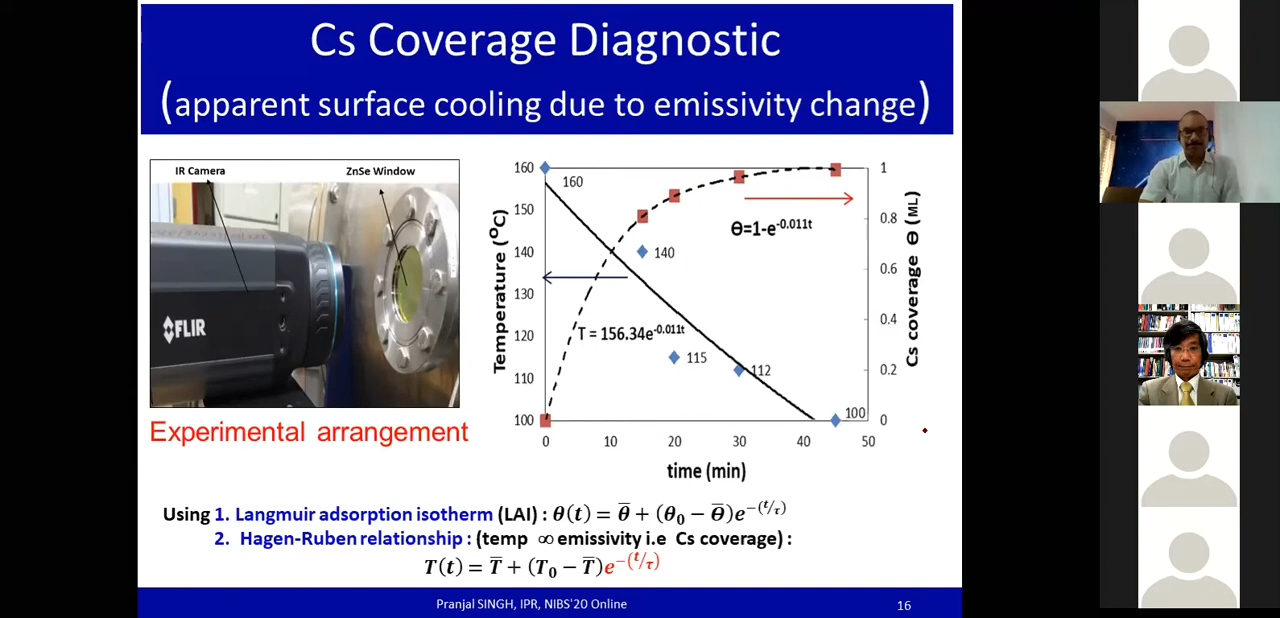 Cs Coverage Diagnostic
(apparent surface cooling due to emissivity change)
IR Camera
ZnSe Window
FLIR
Experimental arrangement
Temperature (⁰C)
160
150
140
130
120
110
100
160
140
115
112
100
Ө=1-e^-0.011t
T = 156.34e^-0.011t
1
0.8
0.6
0.4
0.2
0
Cs coverage Ө (ML)
0 10 20 30 40 50
time (min)
Using 1. Langmuir adsorption isotherm (LAI) : θ(t) = θ̅ + (θ₀ − Θ̅)e^−(t/τ)
2. Hagen-Ruben relationship : (temp ∞ emissivity i.e Cs coverage) :
T(t) = T̅ + (T₀ − T̅)e^−(t/τ)
Pranjal SINGH, IPR, NIBS'20 Online
16